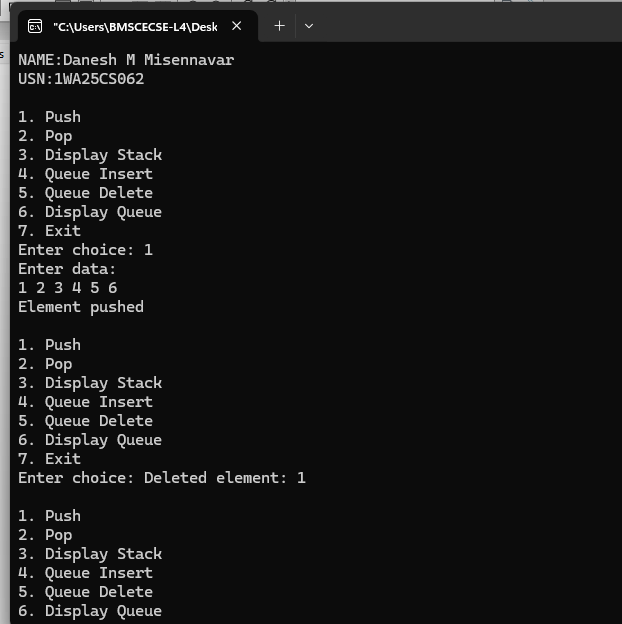 "C:\Users\BMSCECSE-L4\Desk
NAME:Danesh M Misennavar
USN:1WA25CS062
1. Push
2. Pop
3. Display Stack
4. Queue Insert
5. Queue Delete
6. Display Queue
7. Exit
Enter choice: 1
Enter data:
1 2 3 4 5 6
Element pushed
1. Push
2. Pop
3. Display Stack
4. Queue Insert
5. Queue Delete
6. Display Queue
7. Exit
Enter choice: Deleted element: 1
1. Push
2. Pop
3. Display Stack
4. Queue Insert
5. Queue Delete
6. Display Queue